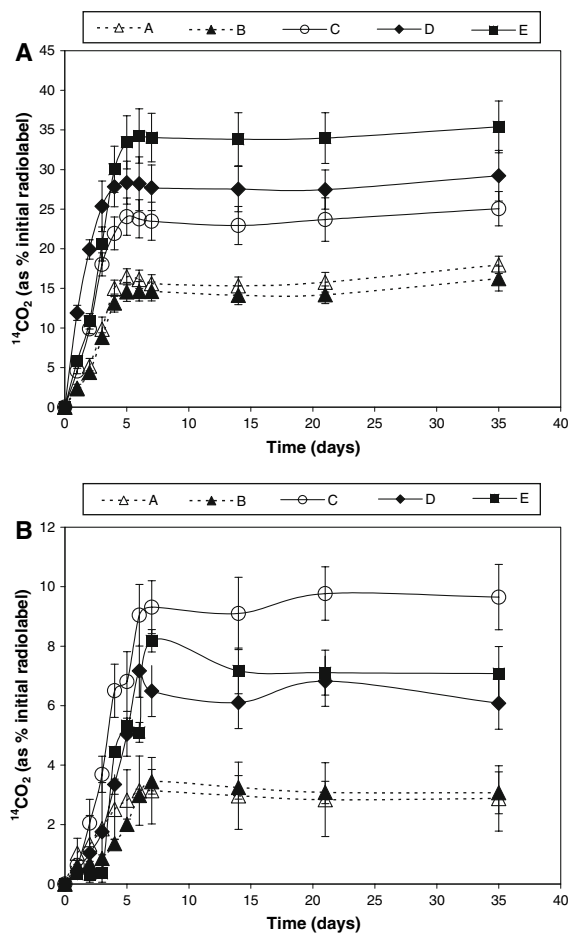 A B C D E
A
45
40
35
30
25
20
15
10
5
0
¹⁴CO₂ (as % initial radiolabel)
0 5 10 15 20 25 30 35 40
Time (days)
A B C D E
B
12
10
8
6
4
2
0
¹⁴CO₂ (as % initial radiolabel)
0 5 10 15 20 25 30 35 40
Time (days)